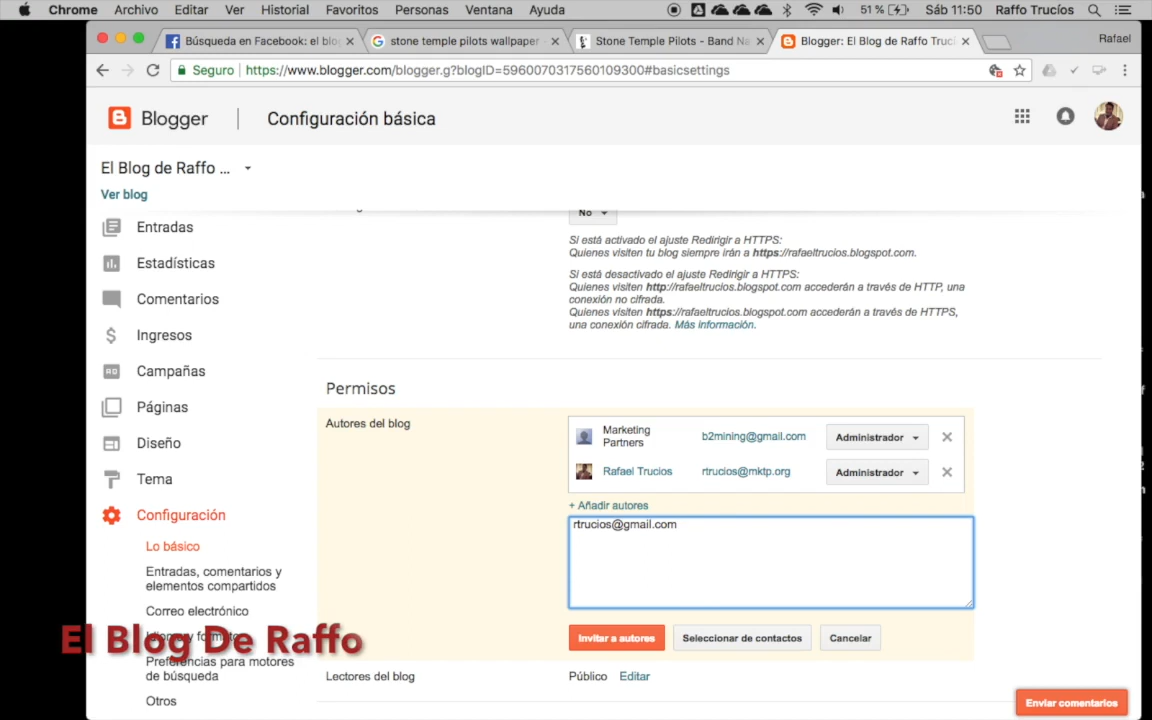 Chrome Archivo Editar Ver Historial Favoritos Personas Ventana Ayuda 51 % Sáb 11:50 Raffo Trucíos
Búsqueda en Facebook: el blog
stone temple pilots wallpaper -
Stone Temple Pilots - Band Ne
Blogger: El Blog de Raffo Truci
Rafael
Seguro https://www.blogger.com/blogger.g?blogID=5960070317560109300#basicsettings
Blogger Configuración básica
El Blog de Raffo ...
Ver blog
Entradas
Estadísticas
Comentarios
Ingresos
Campañas
Páginas
Diseño
Tema
Configuración
Lo básico
Entradas, comentarios y
elementos compartidos
Correo electrónico
Idioma y formato
Preferencias para motores
de búsqueda
Otros
No
Si está activado el ajuste Redirigir a HTTPS:
Quienes visiten tu blog siempre irán a https://rafaeltrucios.blogspot.com.
Si está desactivado el ajuste Redirigir a HTTPS:
Quienes visiten http://rafaeltrucios.blogspot.com accederán a través de HTTP, una
conexión no cifrada.
Quienes visiten https://rafaeltrucios.blogspot.com accederán a través de HTTPS,
una conexión cifrada. Más información.
Permisos
Autores del blog
Marketing
Partners
b2mining@gmail.com
Administrador
Rafael Trucios
rtrucios@mktp.org
Administrador
+ Añadir autores
rtrucios@gmail.com
Invitar a autores
Seleccionar de contactos
Cancelar
Lectores del blog
Público Editar
Enviar comentarios
El Blog De Raffo